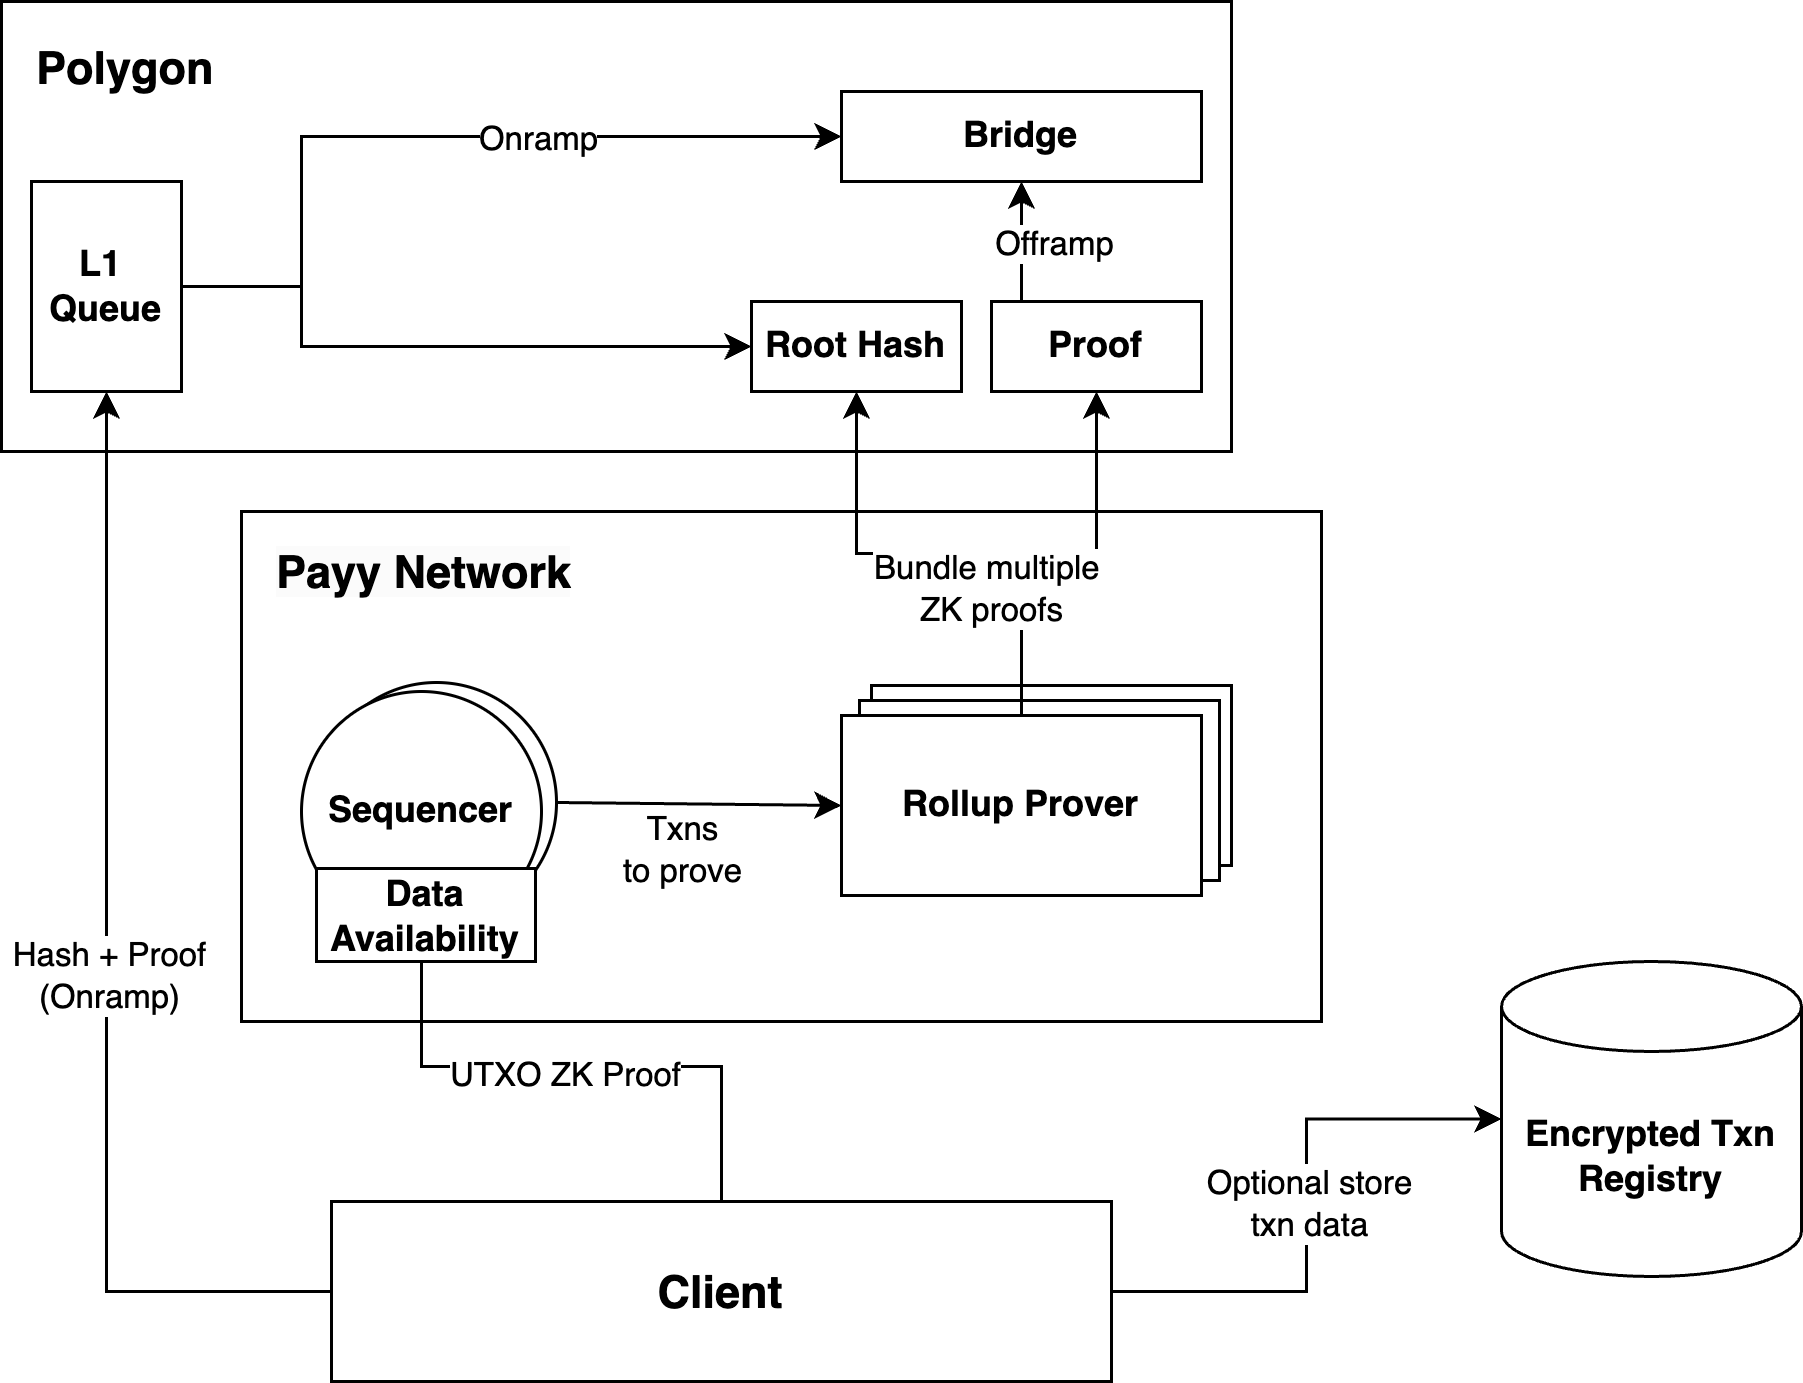 Polygon
Onramp
Bridge
L1
Queue
Offramp
Root Hash
Proof
Payy Network
Bundle multiple
ZK proofs
Sequencer
Txns
to prove
Rollup Prover
Data
Availability
Hash + Proof
(Onramp)
UTXO ZK Proof
Encrypted Txn
Registry
Optional store
txn data
Client